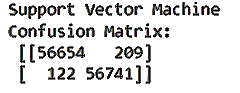 Support Vector Machine
Confusion Matrix:
[[56654 209]
[ 122 56741]]